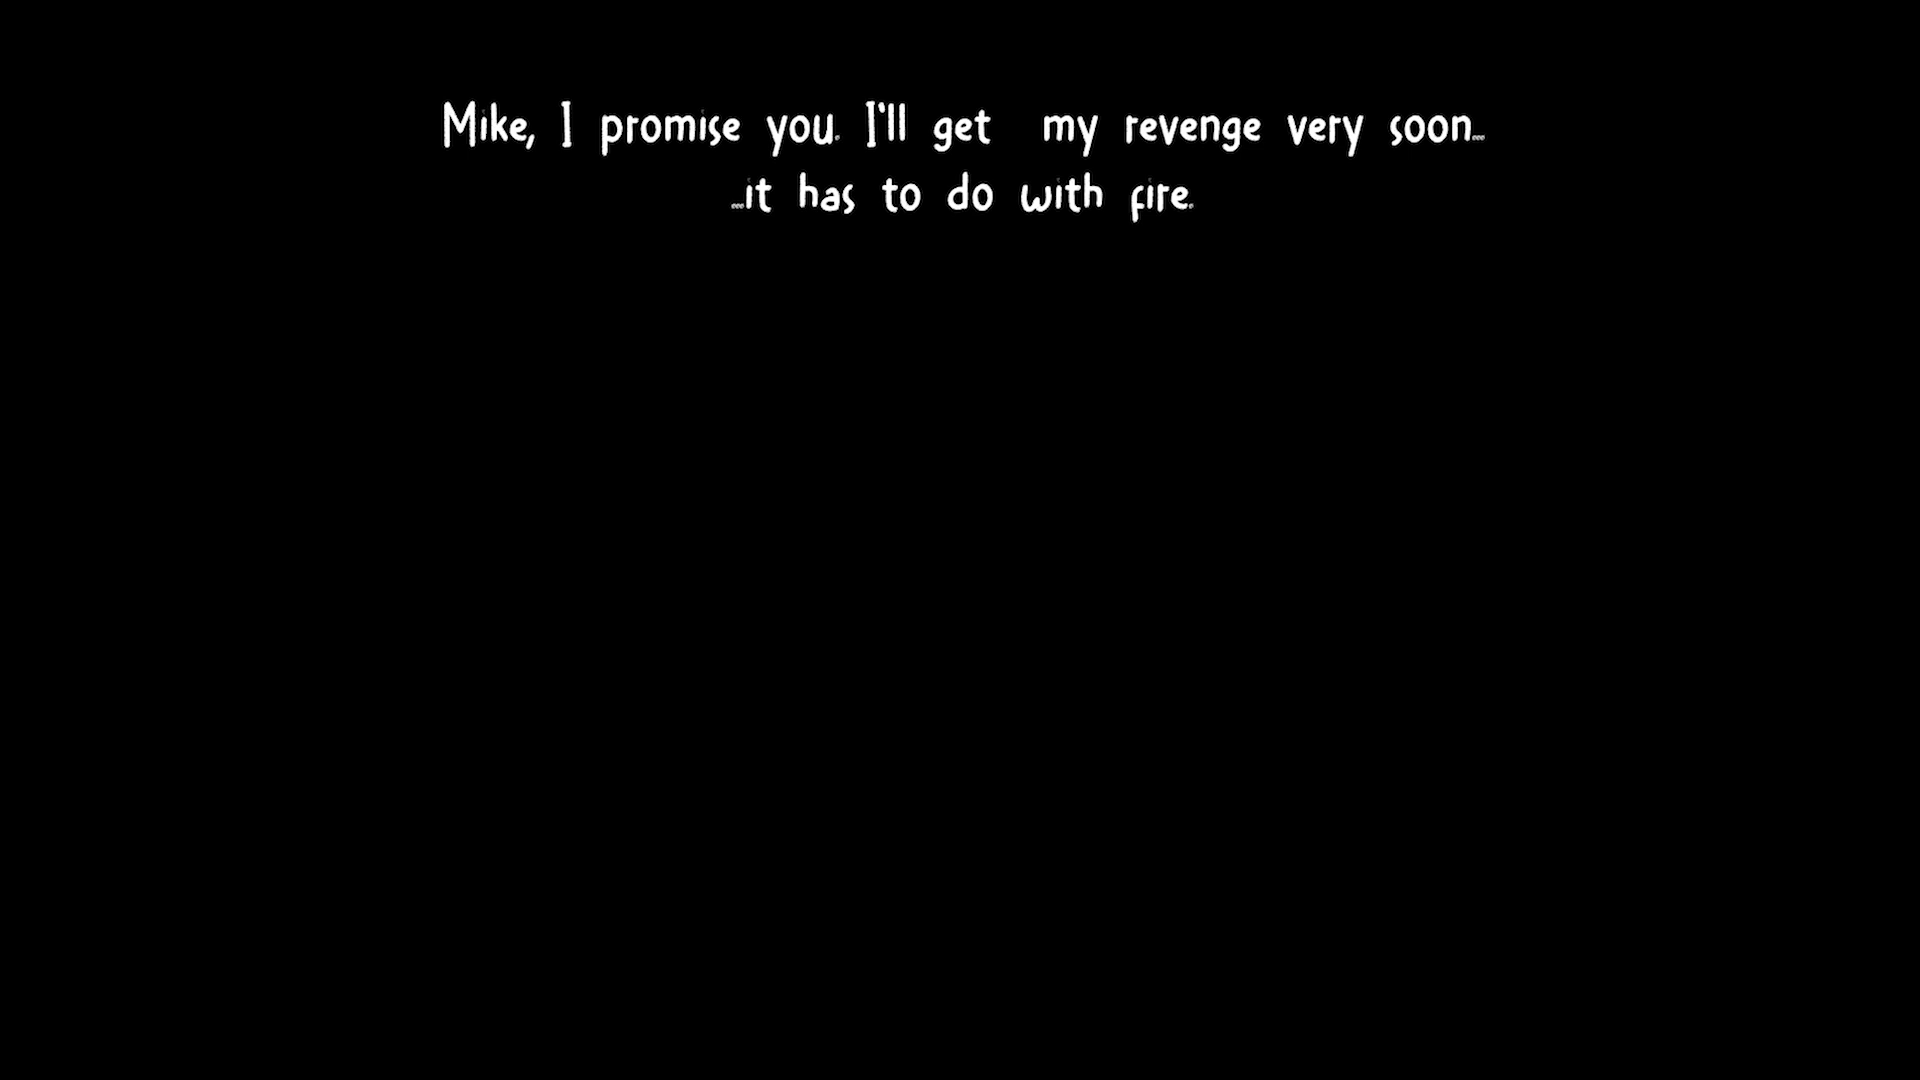 Mike, I promise you. I'll get my revenge very soon...
...it has to do with fire.